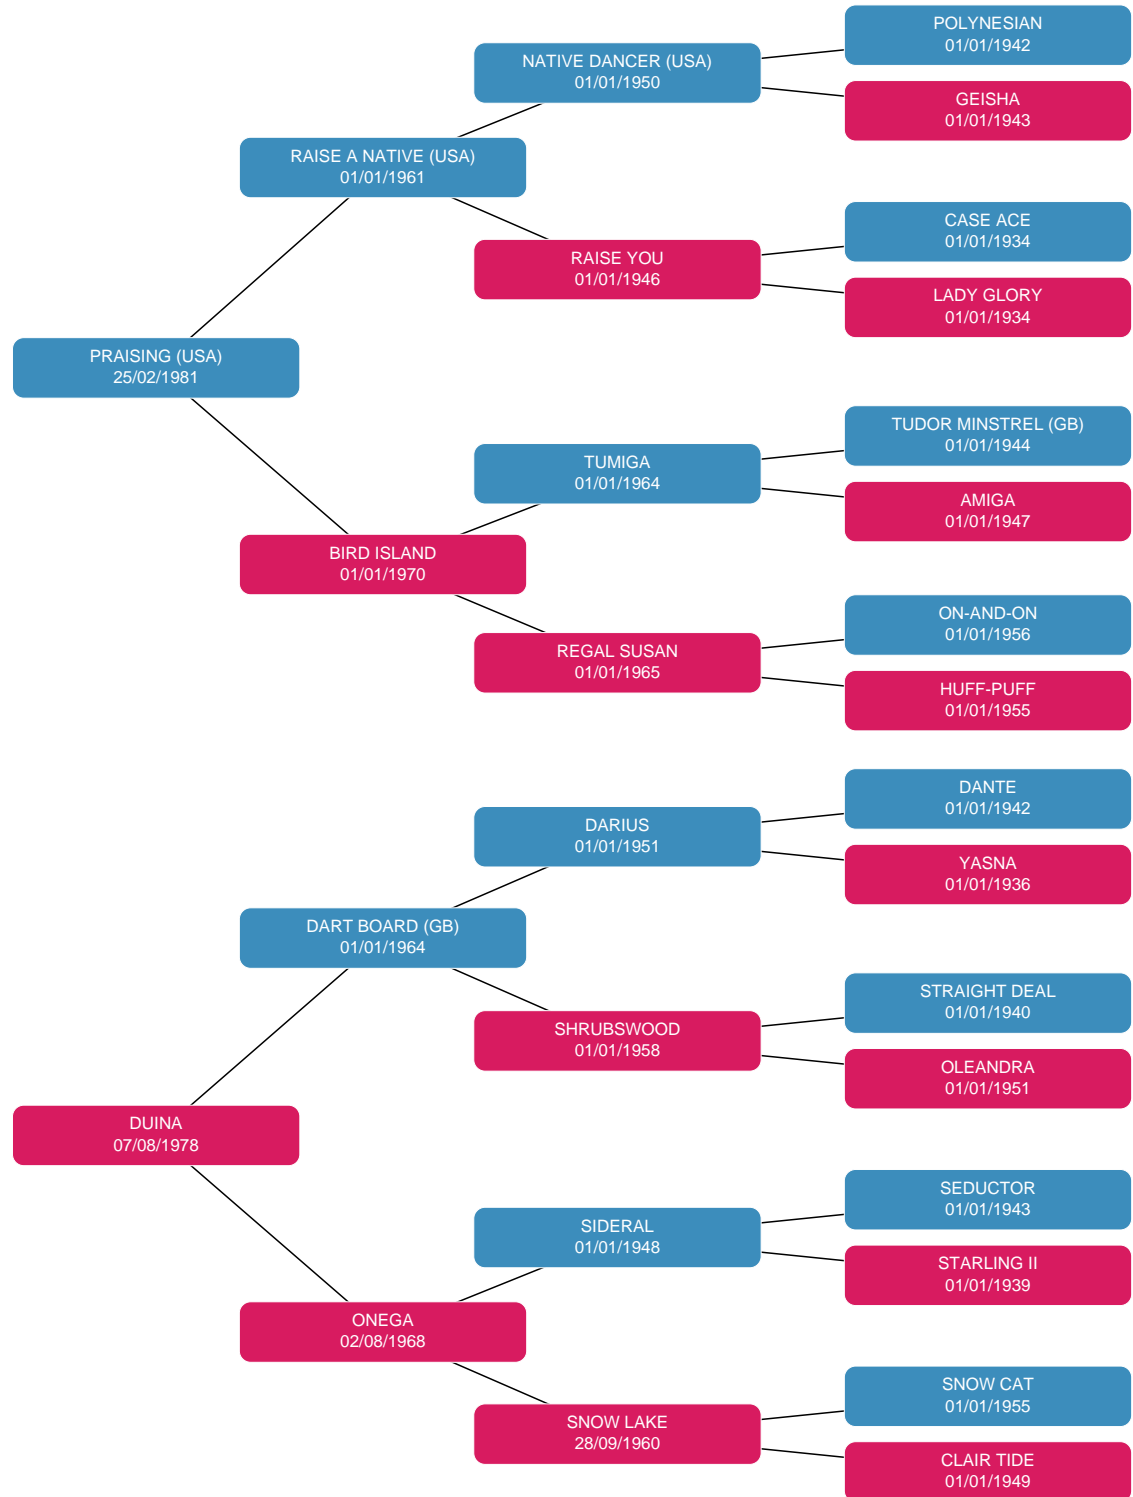 POLYNESIAN
01/01/1942
NATIVE DANCER (USA)
01/01/1950
GEISHA
01/01/1943
RAISE A NATIVE (USA)
01/01/1961
CASE ACE
01/01/1934
RAISE YOU
01/01/1946
LADY GLORY
01/01/1934
PRAISING (USA)
25/02/1981
TUDOR MINSTREL (GB)
01/01/1944
TUMIGA
01/01/1964
AMIGA
01/01/1947
BIRD ISLAND
01/01/1970
ON-AND-ON
01/01/1956
REGAL SUSAN
01/01/1965
HUFF-PUFF
01/01/1955
DANTE
01/01/1942
DARIUS
01/01/1951
YASNA
01/01/1936
DART BOARD (GB)
01/01/1964
STRAIGHT DEAL
01/01/1940
SHRUBSWOOD
01/01/1958
OLEANDRA
01/01/1951
DUINA
07/08/1978
SEDUCTOR
01/01/1943
SIDERAL
01/01/1948
STARLING II
01/01/1939
ONEGA
02/08/1968
SNOW CAT
01/01/1955
SNOW LAKE
28/09/1960
CLAIR TIDE
01/01/1949